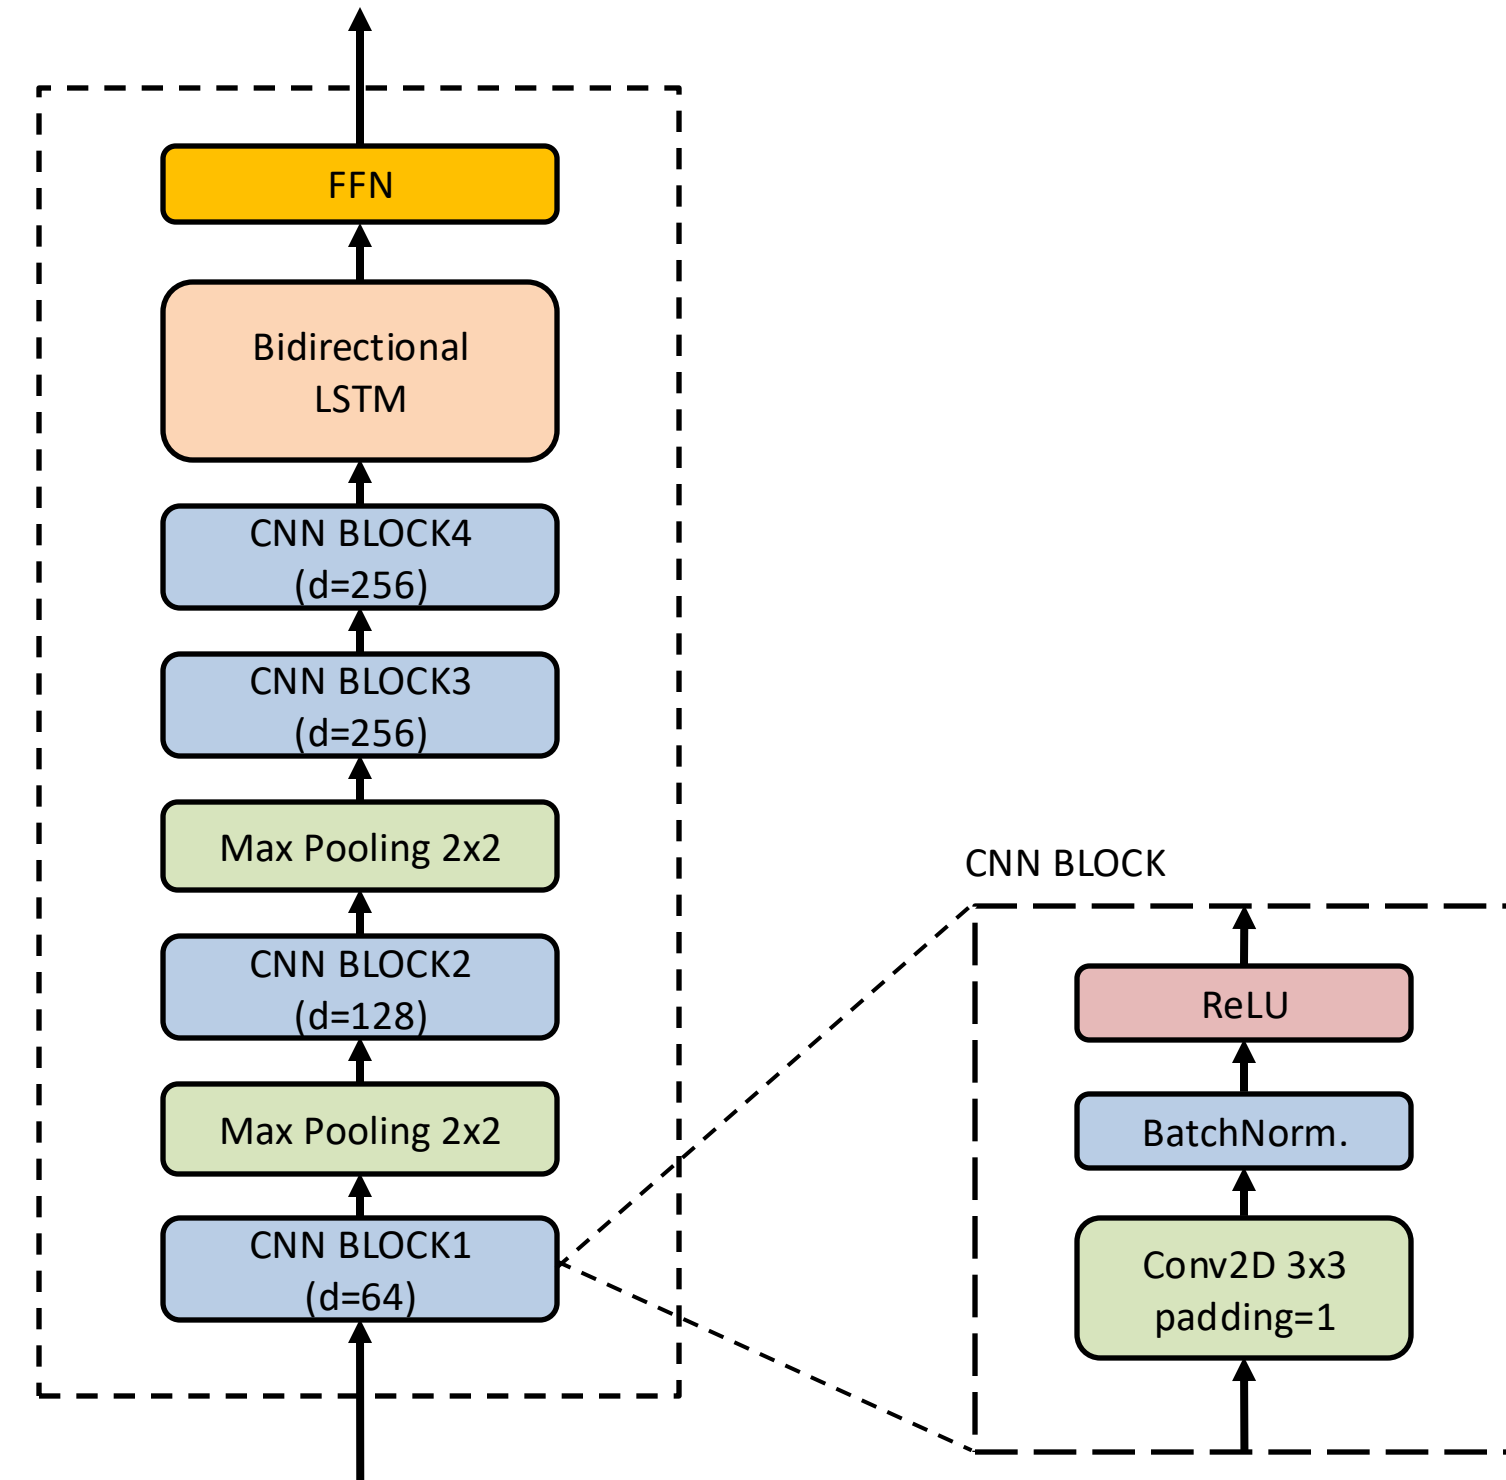 FFN
Bidirectional
LSTM
CNN BLOCK4
(d=256)
CNN BLOCK3
(d=256)
Max Pooling 2x2
CNN BLOCK2
(d=128)
Max Pooling 2x2
CNN BLOCK1
(d=64)
CNN BLOCK
ReLU
BatchNorm.
Conv2D 3x3
padding=1